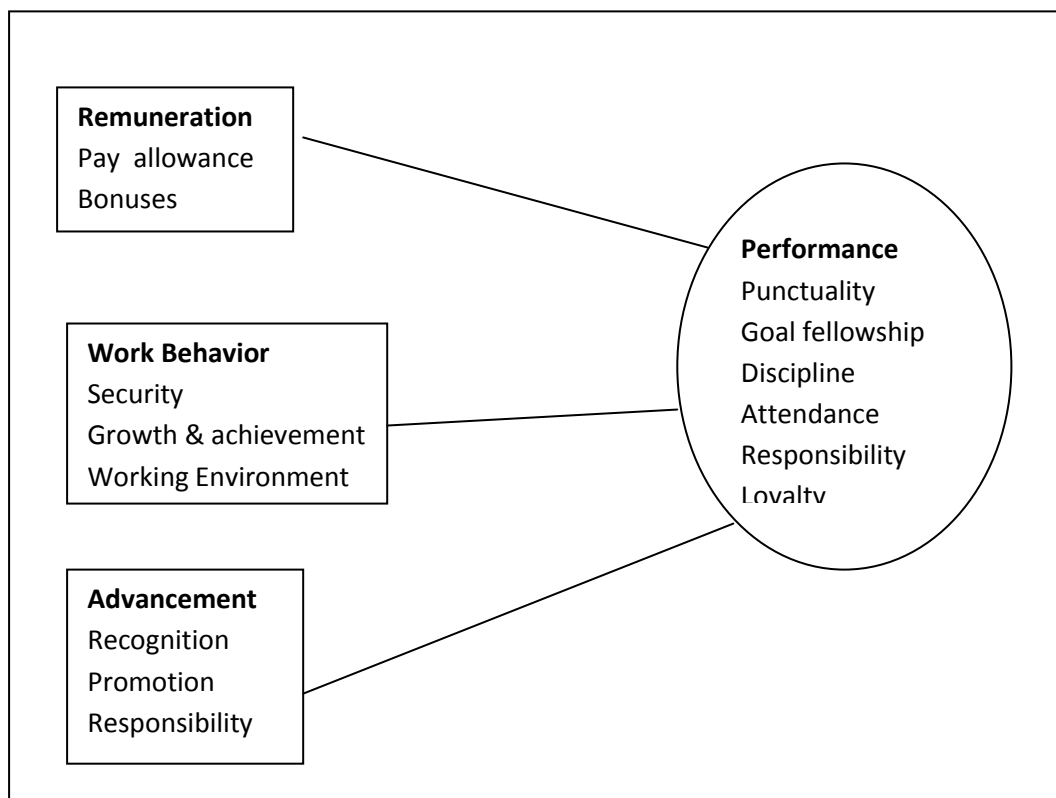 Remuneration
Pay allowance
Bonuses
Work Behavior
Security
Growth & achievement
Working Environment
Advancement
Recognition
Promotion
Responsibility
Performance
Punctuality
Goal fellowship
Discipline
Attendance
Responsibility
Loyalty